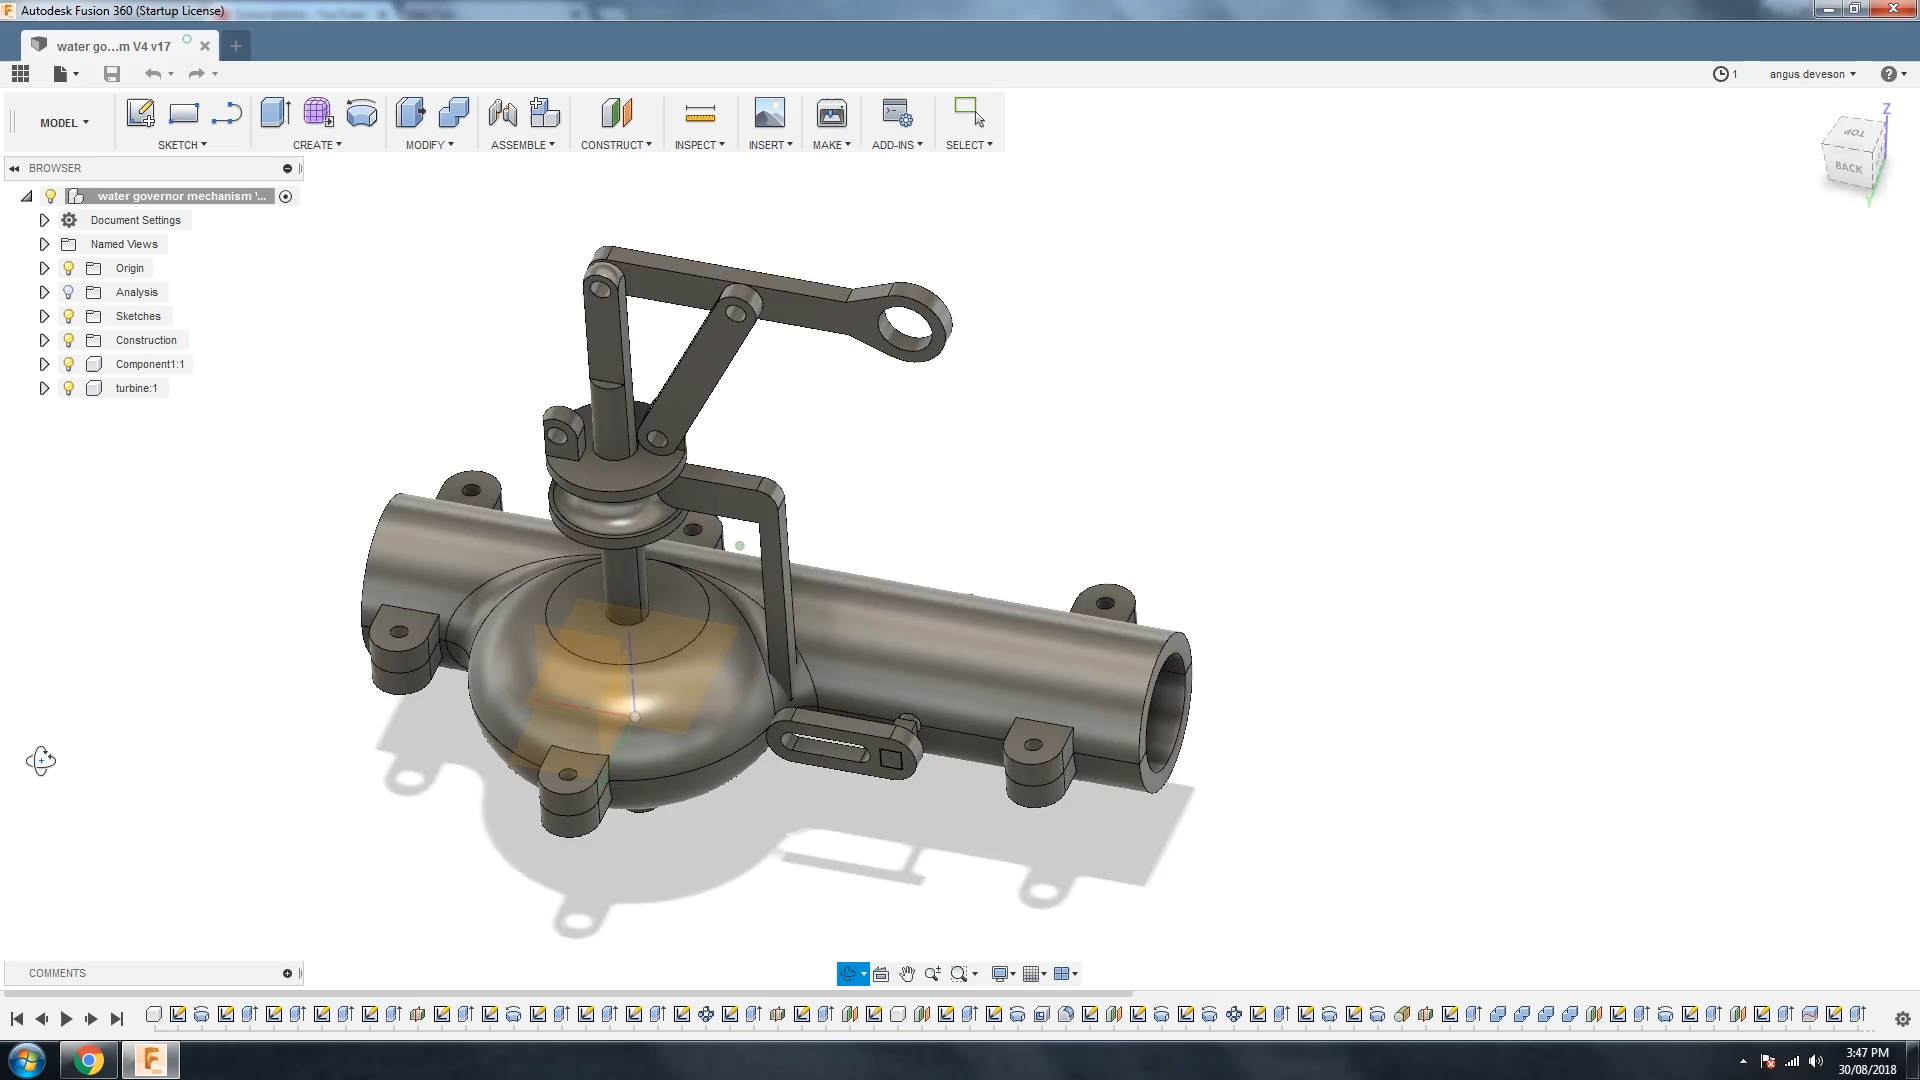 Autodesk Fusion 360 (Startup License)
water go...m V4 v17
1
angus deveson
MODEL
SKETCH
CREATE
MODIFY
ASSEMBLE
CONSTRUCT
INSPECT
INSERT
MAKE
ADD-INS
SELECT
Z
TOP
BACK
Y
BROWSER
water governor mechanism '...
Document Settings
Named Views
Origin
Analysis
Sketches
Construction
Component1:1
turbine:1
COMMENTS
3:47 PM
30/08/2018